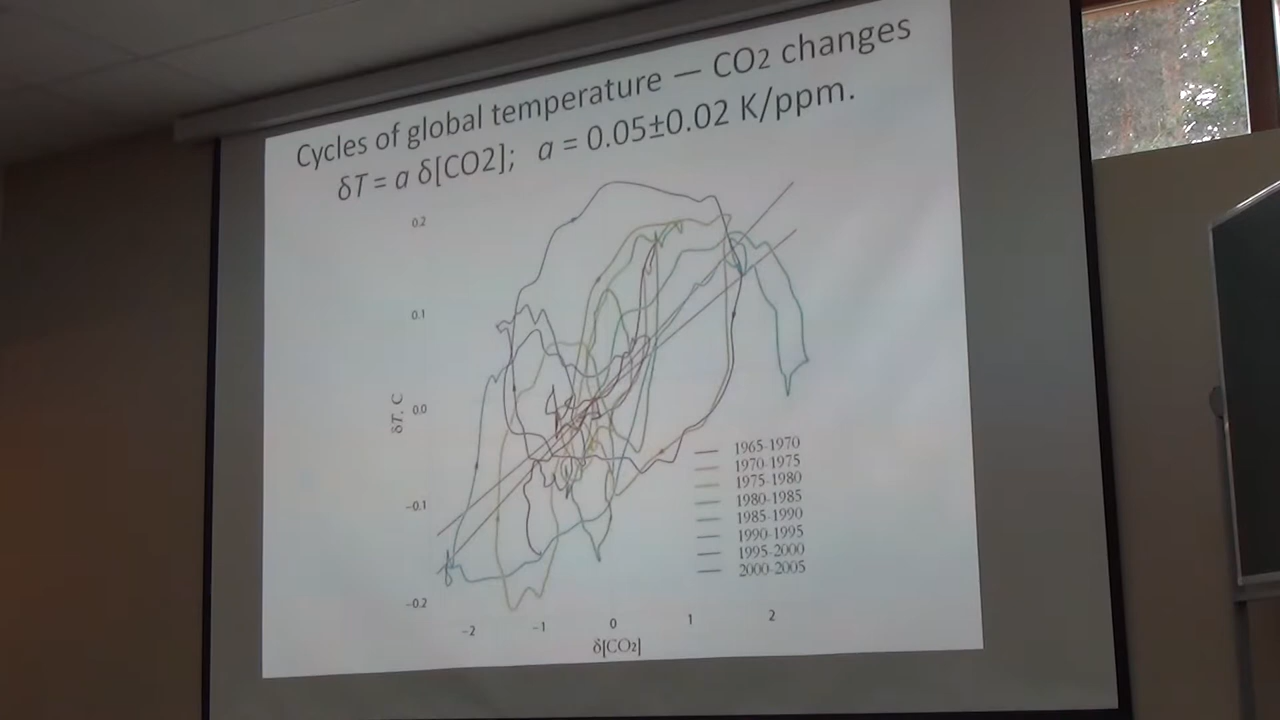 Cycles of global temperature — CO2 changes
δT = a δ[CO2]; a = 0.05±0.02 K/ppm.
0.2
0.1
0.0
−0.1
−0.2
δT, C
1965-1970
1970-1975
1975-1980
1980-1985
1985-1990
1990-1995
1995-2000
2000-2005
−2 −1 0 1 2
δ[CO2]